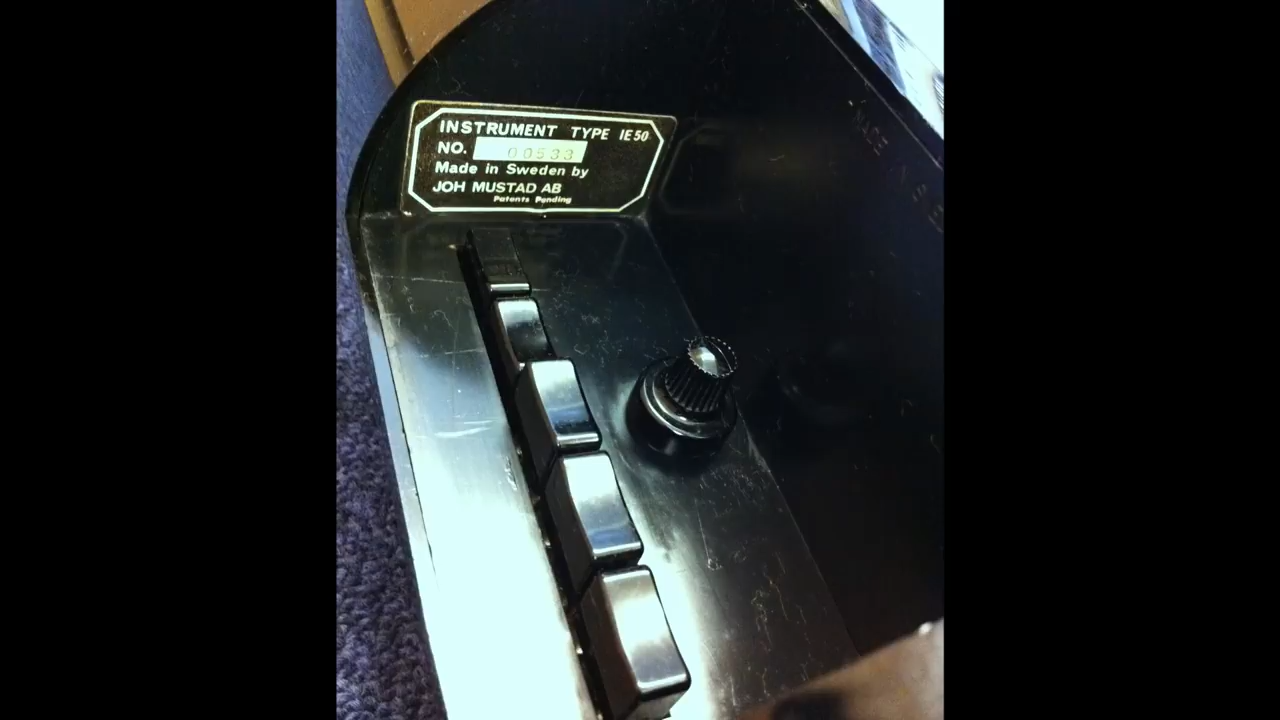 INSTRUMENT TYPE IE50
NO. 00533
Made in Sweden by
JOH MUSTAD AB
Patents Pending